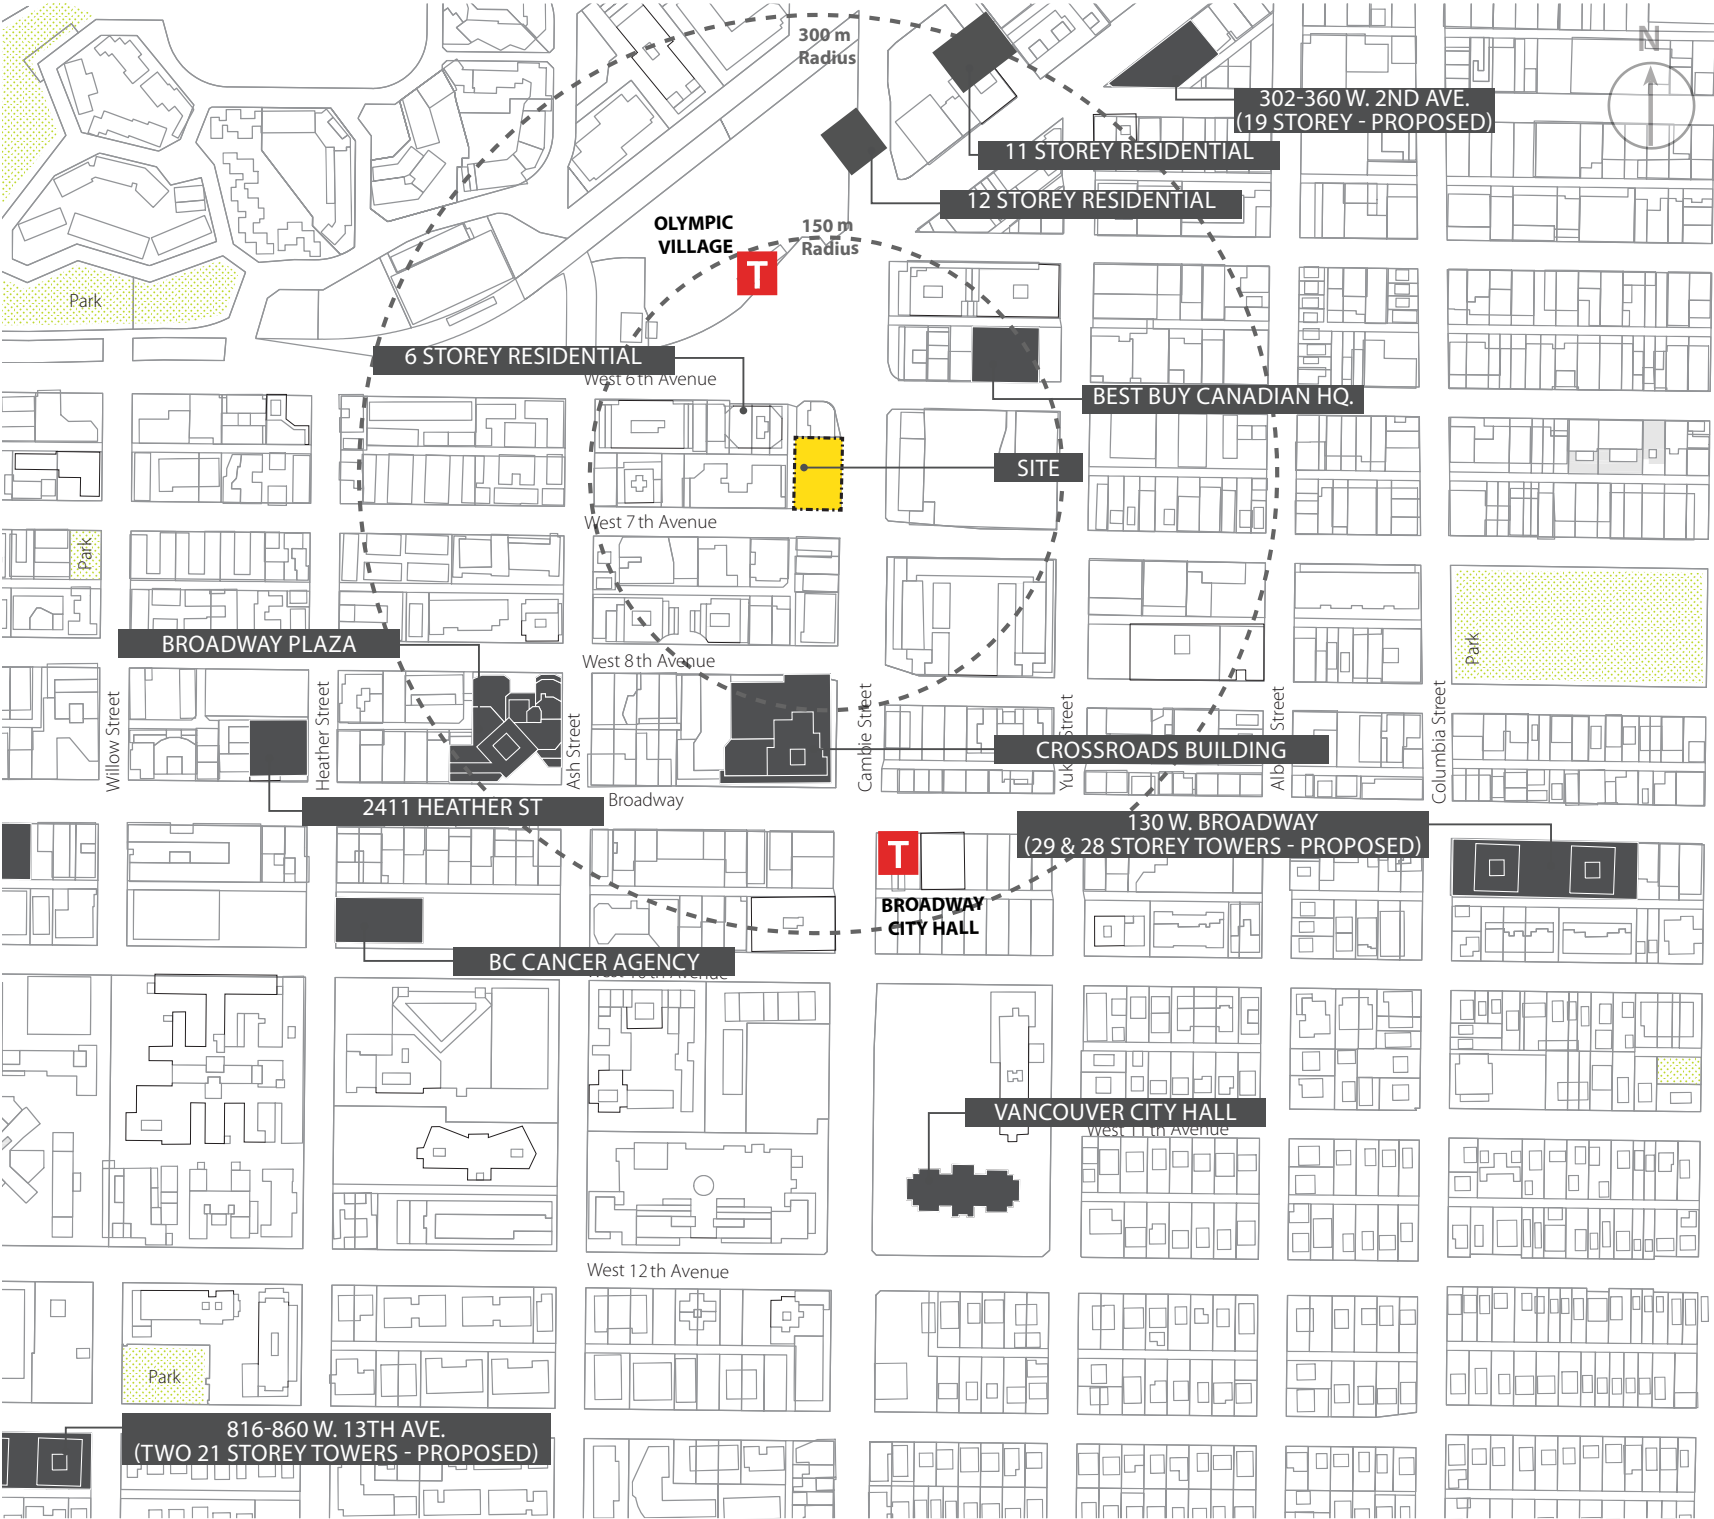 300 m
Radius
N
302-360 W. 2ND AVE.
(19 STOREY - PROPOSED)
11 STOREY RESIDENTIAL
12 STOREY RESIDENTIAL
OLYMPIC
VILLAGE
150 m
Radius
T
Park
6 STOREY RESIDENTIAL
West 6th Avenue
BEST BUY CANADIAN HQ.
SITE
West 7th Avenue
Park
BROADWAY PLAZA
West 8th Avenue
Park
Willow Street
Heather Street
Ash Street
Cambie Street
Street
Columbia Street
CROSSROADS BUILDING
Broadway
2411 HEATHER ST
130 W. BROADWAY
(29 & 28 STOREY TOWERS - PROPOSED)
T
BROADWAY
CITY HALL
BC CANCER AGENCY
Avenue
VANCOUVER CITY HALL
West 11th Avenue
West 12th Avenue
Park
816-860 W. 13TH AVE.
(TWO 21 STOREY TOWERS - PROPOSED)